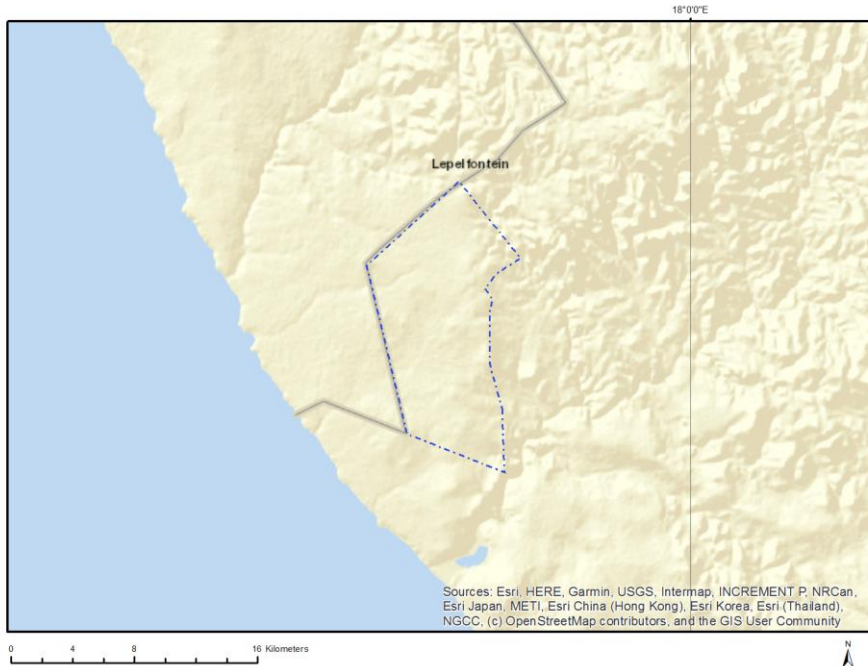 18°0'0"E
Lepelfontein
Sources: Esri, HERE, Garmin, USGS, Intermap, INCREMENT P, NRCan,
Esri Japan, METI, Esri China (Hong Kong), Esri Korea, Esri (Thailand),
NGCC, (c) OpenStreetMap contributors, and the GIS User Community
0 4 8 16 Kilometers
N